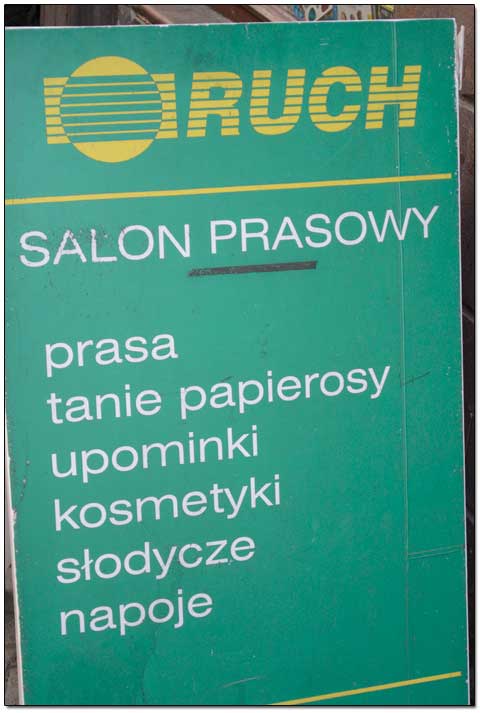 RUCH
SALON PRASOWY
prasa
tanie papierosy
upominki
kosmetyki
słodycze
napoje